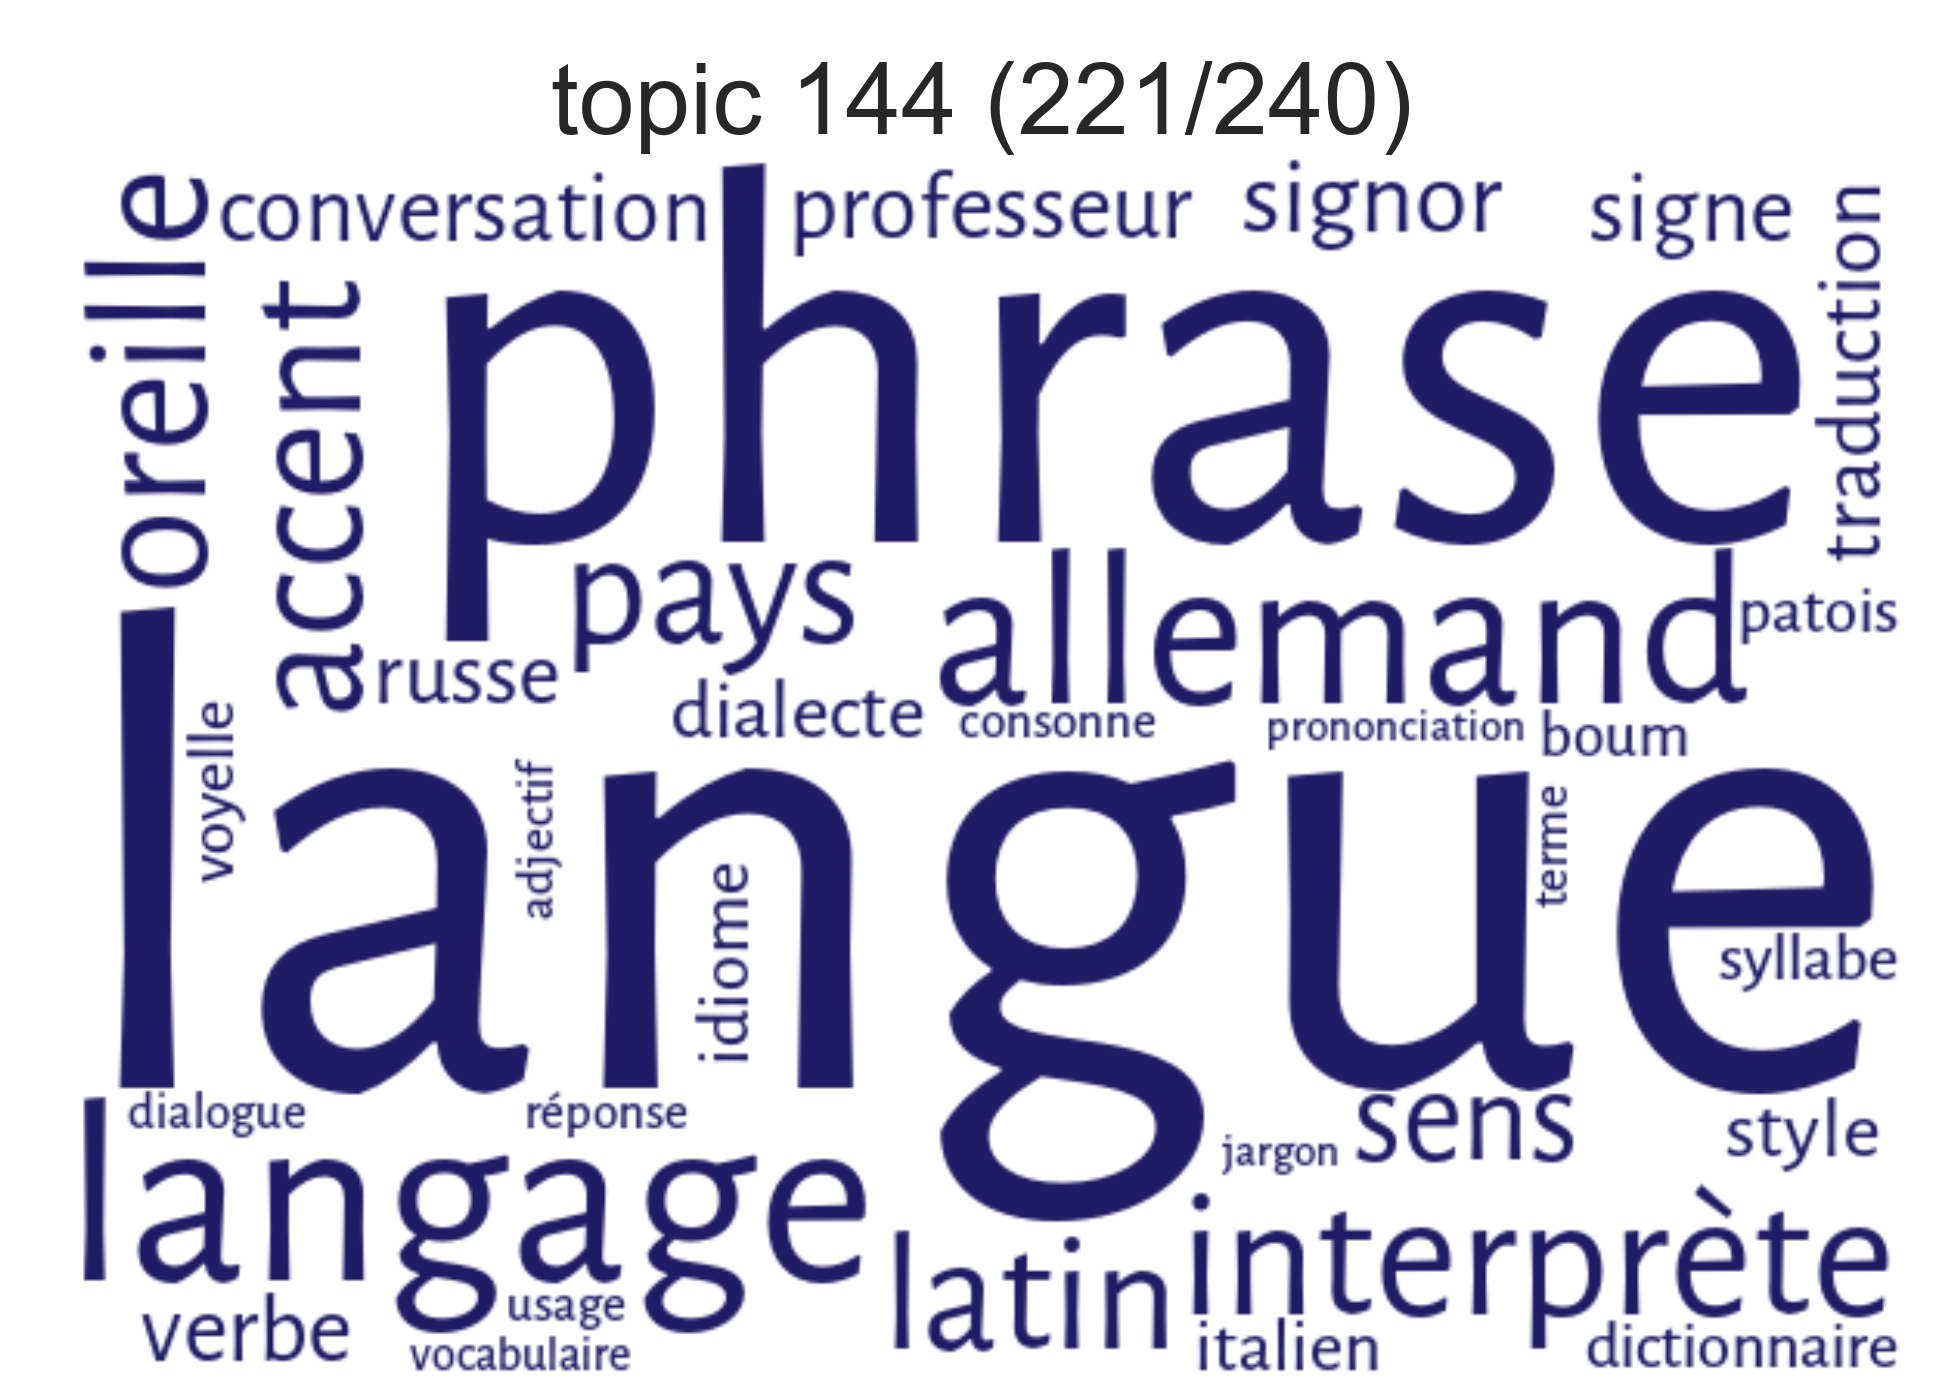 topic 144 (221/240)
conversation
professeur
signor
signe
oreille
accent
phrase
traduction
pays
allemand
patois
russe
dialecte
consonne
prononciation
boum
voyelle
langue
adjectif
idiome
terme
syllabe
dialogue
réponse
jargon
sens
style
langage
latin
interprète
verbe
usage
vocabulaire
italien
dictionnaire